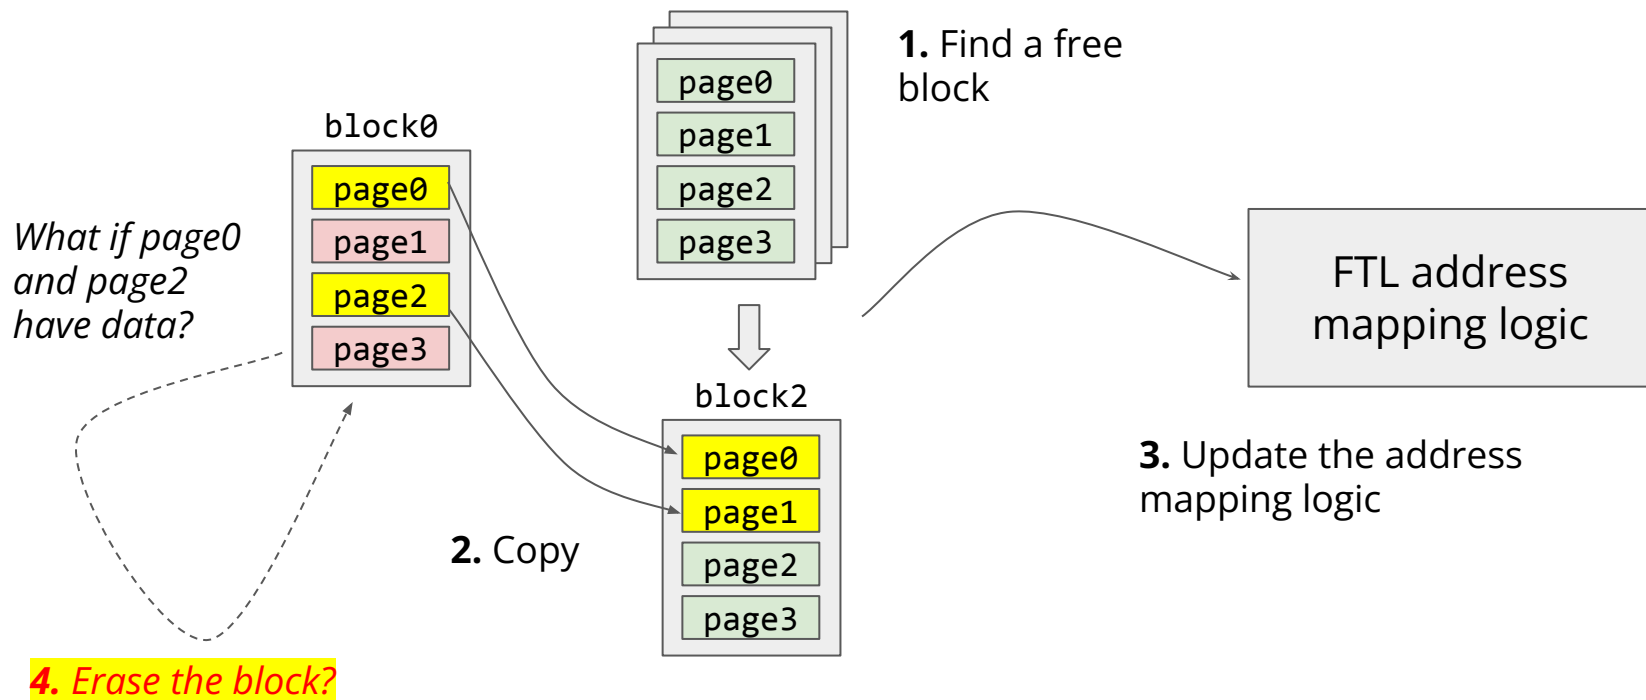 What if page0
and page2
have data?
block0
page0
page1
page2
page3
page0
page1
page2
page3
1. Find a free
block
block2
page0
page1
page2
page3
2. Copy
FTL address
mapping logic
3. Update the address
mapping logic
4. Erase the block?